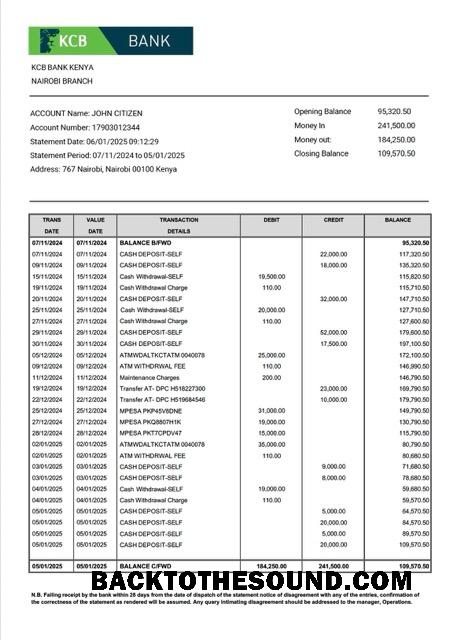 KCB BANK
KCB BANK KENYA
NAIROBI BRANCH
ACCOUNT Name: JOHN CITIZEN
Account Number: 17903012344
Statement Date: 06/01/2025 09:12:29
Statement Period: 07/11/2024 to 05/01/2025
Address: 767 Nairobi, Nairobi 00100 Kenya
Opening Balance 95,320.50
Money In 241,500.00
Money out: 184,250.00
Closing Balance 109,570.50
TRANS DATE VALUE DATE TRANSACTION DETAILS DEBIT CREDIT BALANCE
07/11/2024 07/11/2024 BALANCE B/FWD 95,320.50
07/11/2024 07/11/2024 CASH DEPOSIT-SELF 22,000.00 117,320.50
09/11/2024 09/11/2024 CASH DEPOSIT-SELF 18,000.00 135,320.50
15/11/2024 15/11/2024 Cash Withdrawal-SELF 19,500.00 115,820.50
19/11/2024 19/11/2024 Cash Withdrawal Charge 110.00 115,710.50
20/11/2024 20/11/2024 CASH DEPOSIT-SELF 32,000.00 147,710.50
25/11/2024 25/11/2024 Cash Withdrawal-SELF 20,000.00 127,710.50
27/11/2024 27/11/2024 Cash Withdrawal Charge 110.00 127,600.50
29/11/2024 29/11/2024 CASH DEPOSIT-SELF 52,000.00 179,600.50
30/11/2024 30/11/2024 CASH DEPOSIT-SELF 17,500.00 197,100.50
05/12/2024 05/12/2024 ATMWDALTKCTATM 0040078 25,000.00 172,100.50
09/12/2024 09/12/2024 ATM WITHDRWAL FEE 110.00 146,990.50
11/12/2024 11/12/2024 Maintenance Charges 200.00 146,790.50
19/12/2024 19/12/2024 Transfer AT- DPC H518227300 23,000.00 169,790.50
22/12/2024 22/12/2024 Transfer AT- DPC H519684546 10,000.00 179,790.50
25/12/2024 25/12/2024 MPESA PKP45V8DNE 31,000.00 149,790.50
27/12/2024 27/12/2024 MPESA PKQ8807H1K 19,000.00 130,790.50
28/12/2024 28/12/2024 MPESA PKT7CPDV47 15,000.00 115,790.50
02/01/2025 02/01/2025 ATMWDALTKCTATM 0040078 35,000.00 80,790.50
02/01/2025 02/01/2025 ATM WITHDRWAL FEE 110.00 80,680.50
03/01/2025 03/01/2025 CASH DEPOSIT-SELF 9,000.00 71,680.50
03/01/2025 03/01/2025 CASH DEPOSIT-SELF 8,000.00 78,680.50
04/01/2025 04/01/2025 Cash Withdrawal-SELF 19,000.00 59,680.50
04/01/2025 04/01/2025 Cash Withdrawal Charge 110.00 59,570.50
05/01/2025 05/01/2025 CASH DEPOSIT-SELF 5,000.00 64,570.50
05/01/2025 05/01/2025 CASH DEPOSIT-SELF 20,000.00 84,570.50
05/01/2025 05/01/2025 CASH DEPOSIT-SELF 5,000.00 89,570.50
05/01/2025 05/01/2025 CASH DEPOSIT-SELF 20,000.00 109,570.50
05/01/2025 05/01/2025 BALANCE C/FWD 184,250.00 241,500.00 109,570.50
BACKTOTHESOUND.COM
N.B. Failing receipt by the bank within 28 days from the date of dispatch of the statement notice of disagreement with any of the entries, confirmation of
the correctness of the statement as rendered will be assumed. Any query Intimating disagreement should be addressed to the manager, Operations.